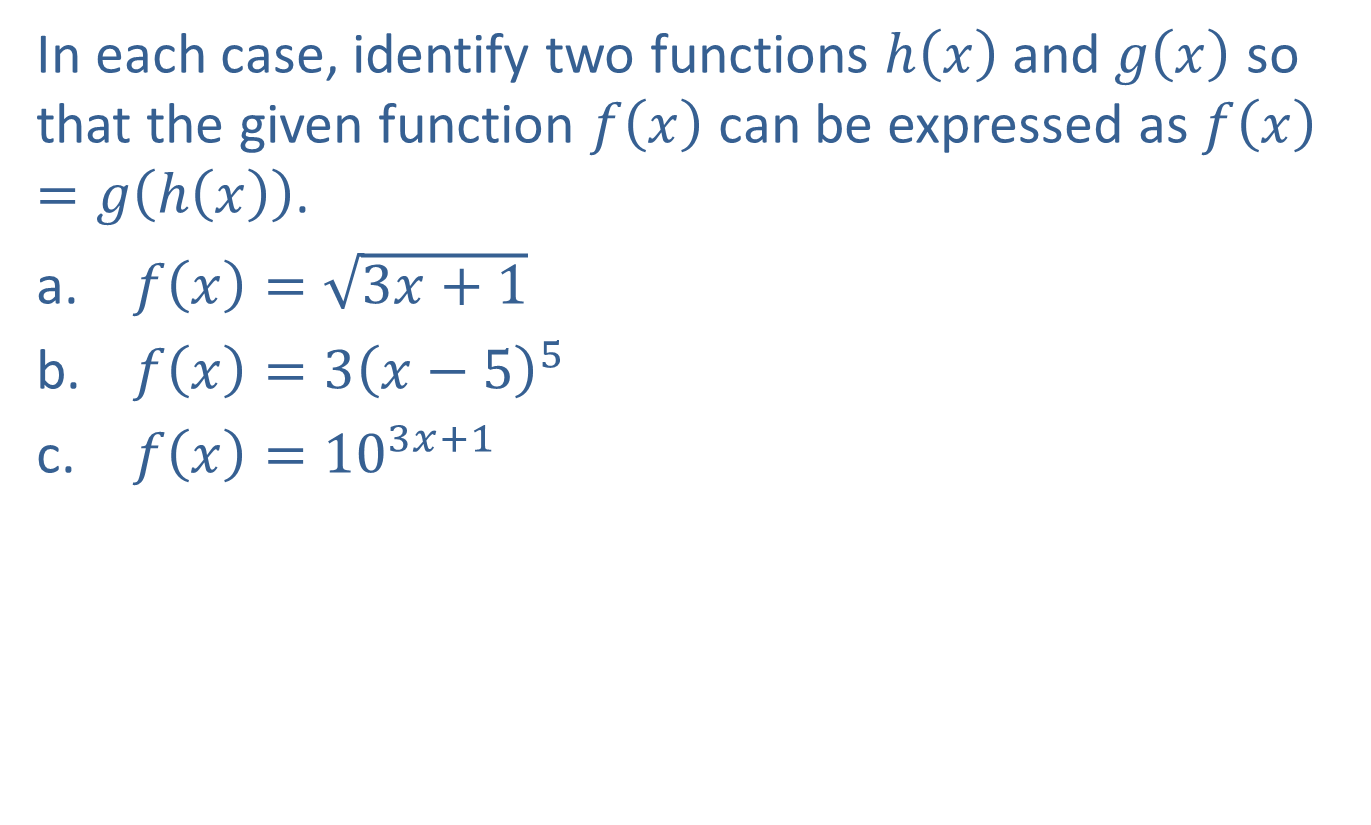 In each case, identify two functions ℎ(𝑥) and 𝑔(𝑥) so
that the given function 𝑓(𝑥) can be expressed as 𝑓(𝑥)
= 𝑔(ℎ(𝑥)).
a. 𝑓(𝑥) = √(3𝑥 + 1)
b. 𝑓(𝑥) = 3(𝑥 − 5)⁵
c. 𝑓(𝑥) = 10³ˣ⁺¹